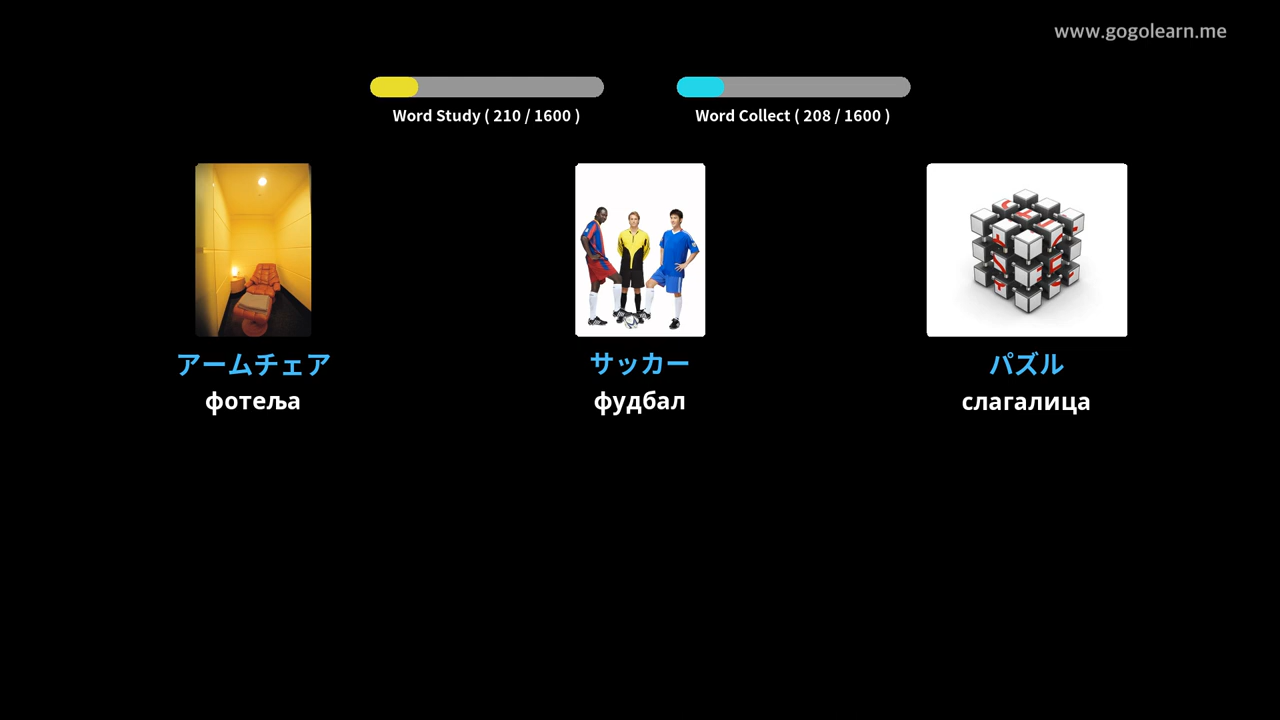 www.gogolearn.me
Word Study ( 210 / 1600 )
Word Collect ( 208 / 1600 )
アームチェア
サッカー
パズル
фотеља
фудбал
слагалица